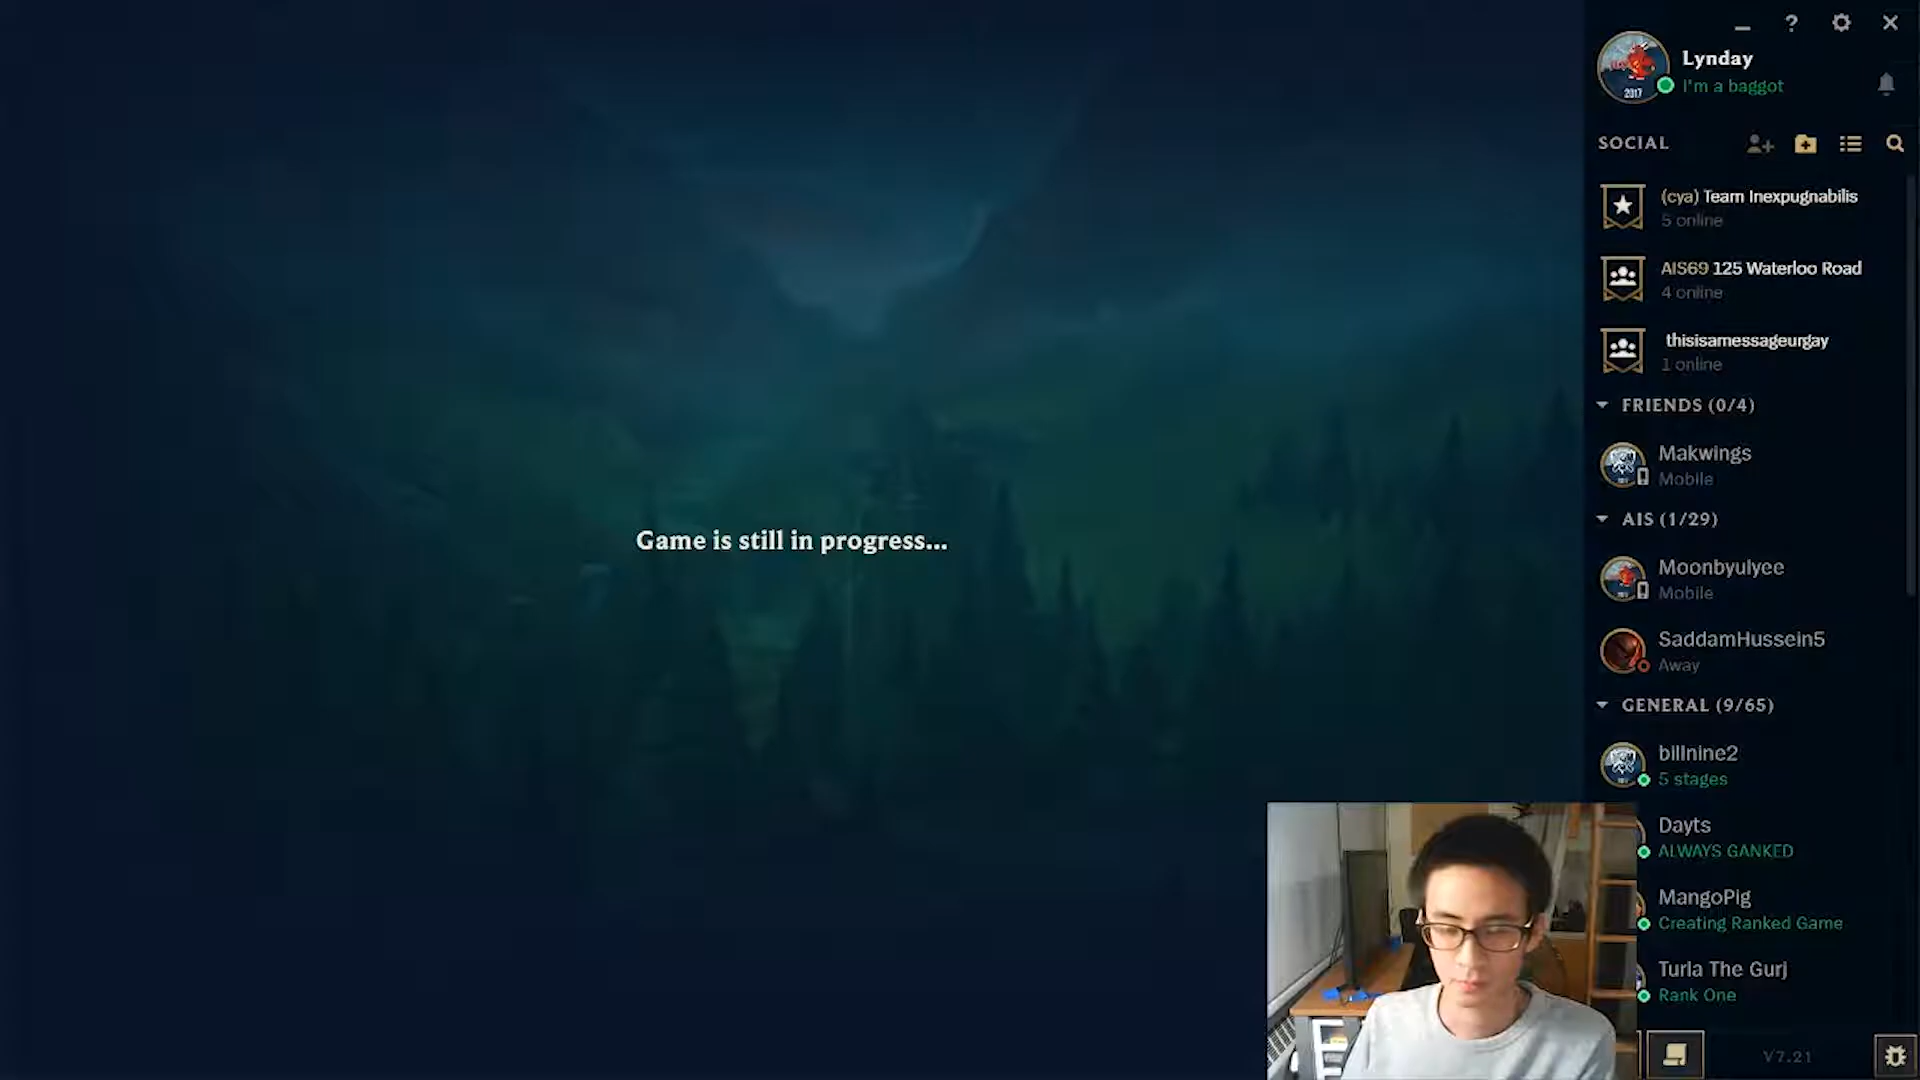 Lynday
I'm a baggot
2017
SOCIAL
(cya) Team Inexpugnabilis
5 online
AIS69 125 Waterloo Road
4 online
thisisamessageurgay
1 online
FRIENDS (0/4)
Makwings
Mobile
Game is still in progress...
AIS (1/29)
Moonbyulyee
Mobile
SaddamHussein5
Away
GENERAL (9/65)
billnine2
5 stages
Dayts
ALWAYS GANKED
MangoPig
Creating Ranked Game
Turla The Gurj
Rank One
V7.21